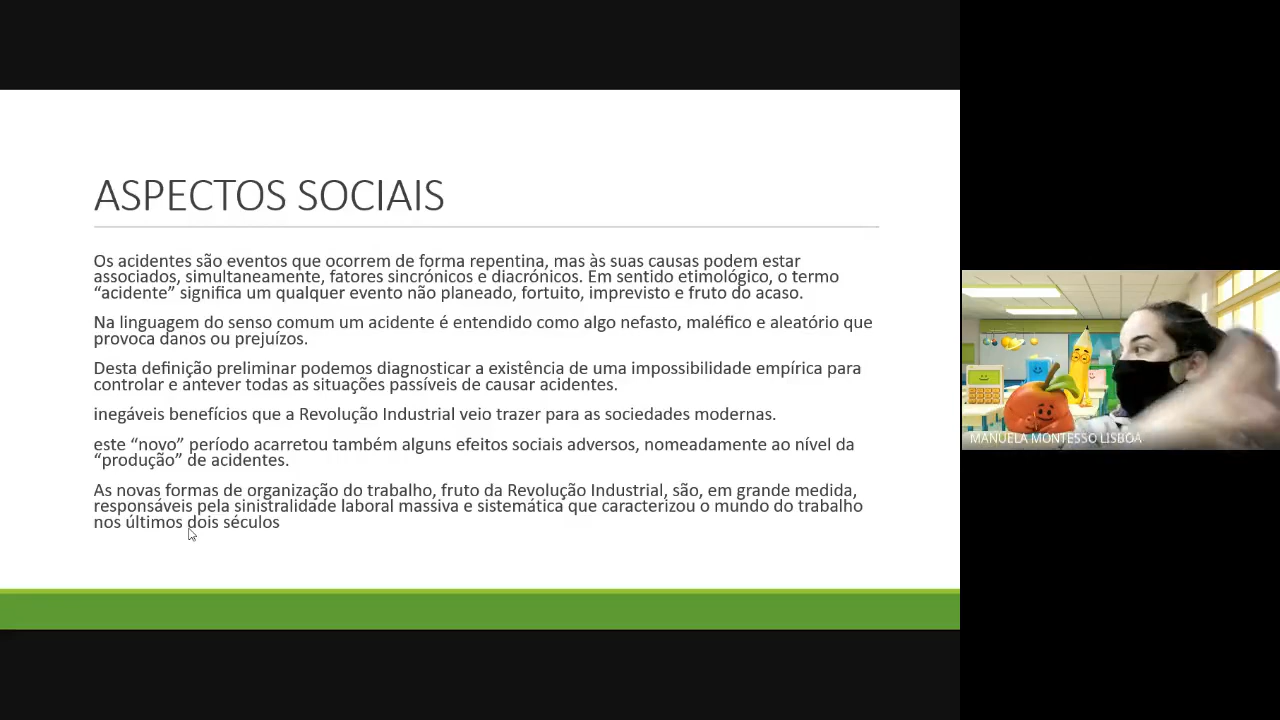 ASPECTOS SOCIAIS
Os acidentes são eventos que ocorrem de forma repentina, mas às suas causas podem estar
associados, simultaneamente, fatores sincrónicos e diacrónicos. Em sentido etimológico, o termo
“acidente” significa um qualquer evento não planeado, fortuito, imprevisto e fruto do acaso.
Na linguagem do senso comum um acidente é entendido como algo nefasto, maléfico e aleatório que
provoca danos ou prejuízos.
Desta definição preliminar podemos diagnosticar a existência de uma impossibilidade empírica para
controlar e antever todas as situações passíveis de causar acidentes.
inegáveis benefícios que a Revolução Industrial veio trazer para as sociedades modernas.
este “novo” período acarretou também alguns efeitos sociais adversos, nomeadamente ao nível da
“produção” de acidentes.
As novas formas de organização do trabalho, fruto da Revolução Industrial, são, em grande medida,
responsáveis pela sinistralidade laboral massiva e sistemática que caracterizou o mundo do trabalho
nos últimos dois séculos
MANUELA MONTESSO LISBOA